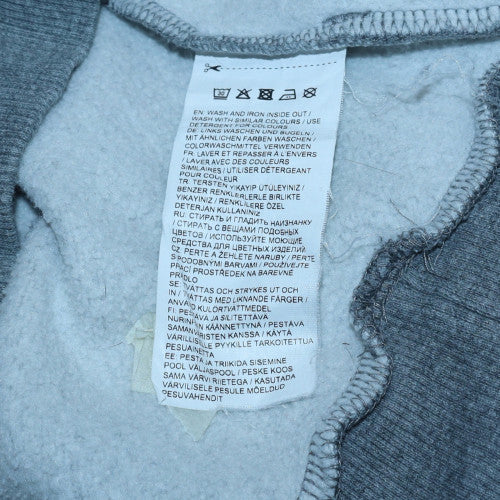 30
EN: WASH AND IRON INSIDE OUT /
WASH WITH SIMILAR COLOURS / USE
DETERGENT FOR COLOURS
DE: LINKS WASCHEN UND BÜGELN /
MIT ÄHNLICHEN FARBEN WASCHEN /
COLORWASCHMITTEL VERWENDEN
FR: LAVER ET REPASSER À L'ENVERS
/ LAVER AVEC DES COULEURS
SIMILAIRES / UTILISER DÉTERGENT
POUR COULEUR
TR: TERSTEN YIKAYIP ÜTÜLEYİNİZ /
BENZER RENKLERLERLE BİRLİKTE
YIKAYINIZ / RENKLİLERE ÖZEL
DETERJAN KULLANINIZ
RU: СТИРАТЬ И ГЛАДИТЬ НАИЗНАНКУ
/ СТИРАТЬ С ВЕЩАМИ ПОДОБНЫХ
ЦВЕТОВ / ИСПОЛЬЗУЙТЕ МОЮЩИЕ
СРЕДСТВА ДЛЯ ЦВЕТНЫХ ИЗДЕЛИЙ
CZ: PERTE A ŽEHLETE NARUBY / PERTE
S PODOBNÝMI BARVAMI / POUŽÍVEJTE
PRACÍ PROSTŘEDEK NA BAREVNÉ
PRÁDLO
SE: TVÄTTAS OCH STRYKES UT OCH
IN / TVÄTTAS MED LIKNANDE FÄRGER /
ANVÄND KULÖRTVÄTTMEDEL
FI: PESTÄVÄ JA SILITETTÄVÄ
NURINPÄIN KÄÄNNETTYNÄ / PESTÄVÄ
SAMANVÄRISTEN KANSSA / KÄYTÄ
VÄRILLISILLE PYYKILLE TARKOITETTUA
PESUAINETTA
EE: PESTA JA TRIIKIDA SISEMINE
POOL VÄLJASPOOL / PESKE KOOS
SAMA VÄRVI RIIETEGA / KASUTADA
VÄRVILISELE PESULE MÕELDUD
PESUVAHENDIT